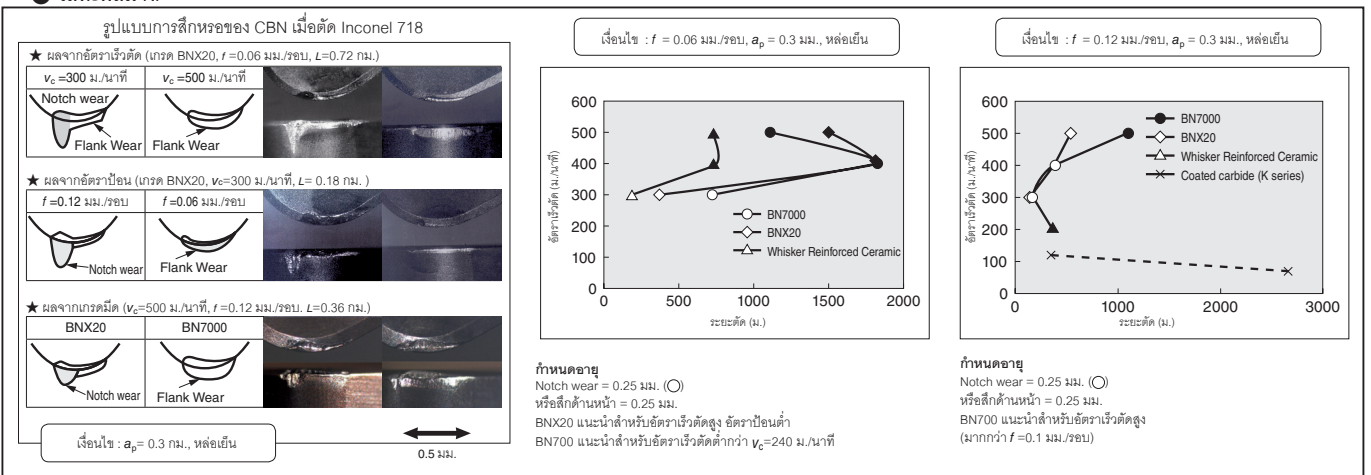 รูปแบบการสึกหรอของ CBN เมื่อตัด Inconel 718
★ ผลจากอัตราเร็วตัด (เกรด BNX20, f =0.06 มม./รอบ, L=0.72 กม.)
vc =300 ม./นาที
vc =500 ม./นาที
Notch wear
Flank Wear
Flank Wear
★ ผลจากอัตราป้อน (เกรด BNX20, vc=300 ม./นาที, L= 0.18 กม. )
f =0.12 มม./รอบ
f =0.06 มม./รอบ
Notch wear
Flank Wear
★ ผลจากเกรดมีด (vc=500 ม./นาที, f =0.12 มม./รอบ. L=0.36 กม.)
BNX20
BN7000
Notch wear
Flank Wear
เงื่อนไข : ap= 0.3 กม., หล่อเย็น
0.5 มม.
เงื่อนไข : f = 0.06 มม./รอบ, ap = 0.3 มม., หล่อเย็น
อัตราเร็วตัด (ม./นาที)
600
500
400
300
200
100
0
BN7000
BNX20
Whisker Reinforced Ceramic
0 500 1000 1500 2000
ระยะตัด (ม.)
กำหนดอายุ
Notch wear = 0.25 มม. (○)
หรือสึกด้านหน้า = 0.25 มม.
BNX20 แนะนำสำหรับอัตราเร็วตัดสูง อัตราป้อนต่ำ
BN700 แนะนำสำหรับอัตราเร็วตัดต่ำกว่า vc=240 ม./นาที
เงื่อนไข : f = 0.12 มม./รอบ, ap = 0.3 มม., หล่อเย็น
อัตราเร็วตัด (ม./นาที)
600
500
400
300
200
100
0
BN7000
BNX20
Whisker Reinforced Ceramic
Coated carbide (K series)
0 1000 2000 3000
ระยะตัด (ม.)
กำหนดอายุ
Notch wear = 0.25 มม. (○)
หรือสึกด้านหน้า = 0.25 มม.
BN700 แนะนำสำหรับอัตราเร็วตัดสูง
(มากกว่า f =0.1 มม./รอบ)